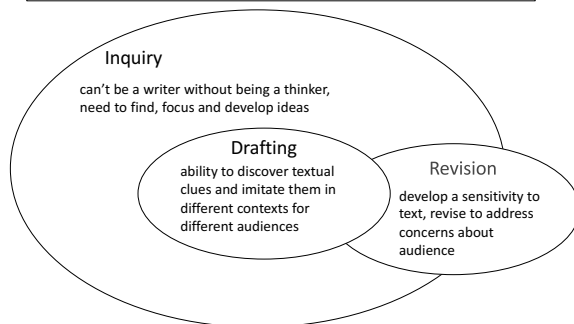 Inquiry
can’t be a writer without being a thinker,
need to find, focus and develop ideas
Drafting
ability to discover textual
clues and imitate them in
different contexts for
different audiences
Revision
develop a sensitivity to
text, revise to address
concerns about
audience